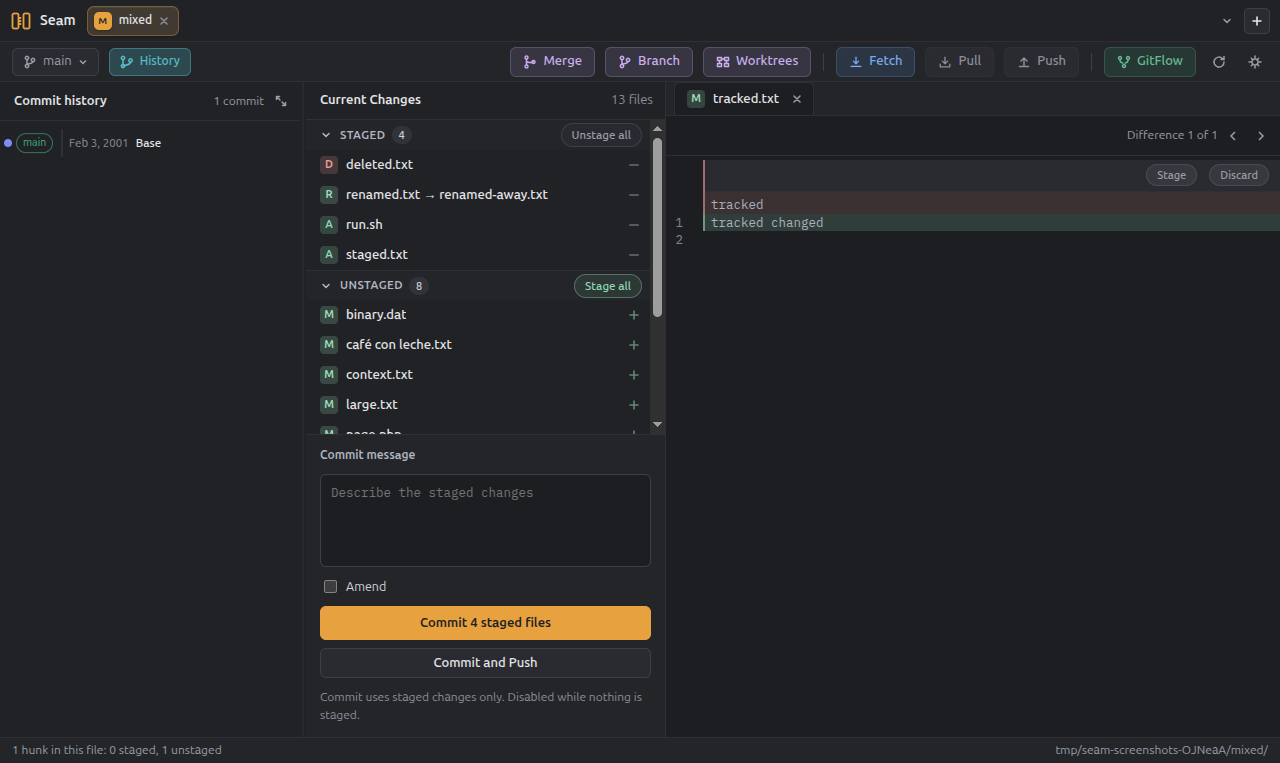 Seam
M mixed
main
History
Merge
Branch
Worktrees
Fetch
Pull
Push
GitFlow
Commit history
1 commit
main Feb 3, 2001 Base
Current Changes
13 files
STAGED 4
Unstage all
D deleted.txt
R renamed.txt → renamed-away.txt
A run.sh
A staged.txt
UNSTAGED 8
Stage all
M binary.dat
M café con leche.txt
M context.txt
M large.txt
M page.php
Commit message
Describe the staged changes
Amend
Commit 4 staged files
Commit and Push
Commit uses staged changes only. Disabled while nothing is
staged.
M tracked.txt
Difference 1 of 1
Stage
Discard
tracked
1 tracked changed
2
1 hunk in this file: 0 staged, 1 unstaged
tmp/seam-screenshots-OJNeaA/mixed/